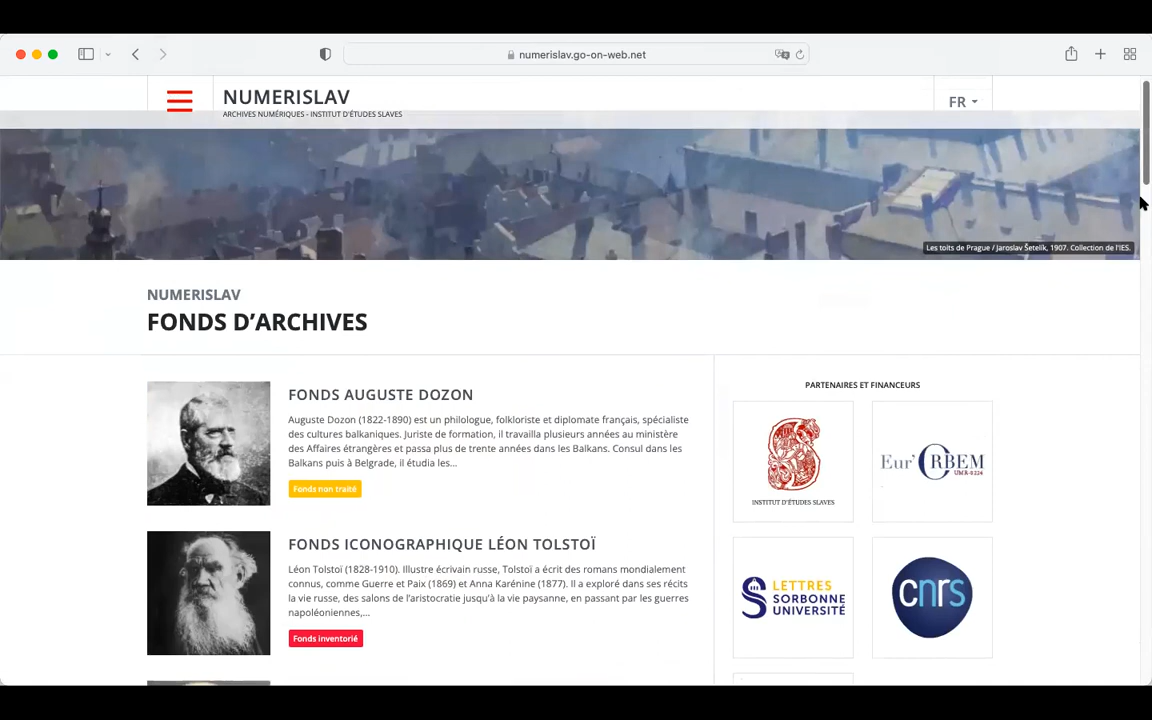 numerislav.go-on-web.net
NUMERISLAV
ARCHIVES NUMÉRIQUES - INSTITUT D'ÉTUDES SLAVES
FR
Les toits de Prague / Jaroslav Šetelík, 1907. Collection de l'IES.
NUMERISLAV
FONDS D'ARCHIVES
FONDS AUGUSTE DOZON
Auguste Dozon (1822-1890) est un philologue, folkloriste et diplomate français, spécialiste
des cultures balkaniques. Juriste de formation, il travailla plusieurs années au ministère
des Affaires étrangères et passa plus de trente années dans les Balkans. Consul dans les
Balkans puis à Belgrade, il étudia les...
Fonds non traité
FONDS ICONOGRAPHIQUE LÉON TOLSTOÏ
Léon Tolstoï (1828-1910). Illustre écrivain russe, Tolstoï a écrit des romans mondialement
connus, comme Guerre et Paix (1869) et Anna Karénine (1877). Il a exploré dans ses récits
la vie russe, des salons de l'aristocratie jusqu'à la vie paysanne, en passant par les guerres
napoléoniennes,...
Fonds inventorié
PARTENAIRES ET FINANCEURS
INSTITUT D'ÉTUDES SLAVES
Eur'ORBEM
UMR 8224
LETTRES
SORBONNE
UNIVERSITÉ
cnrs